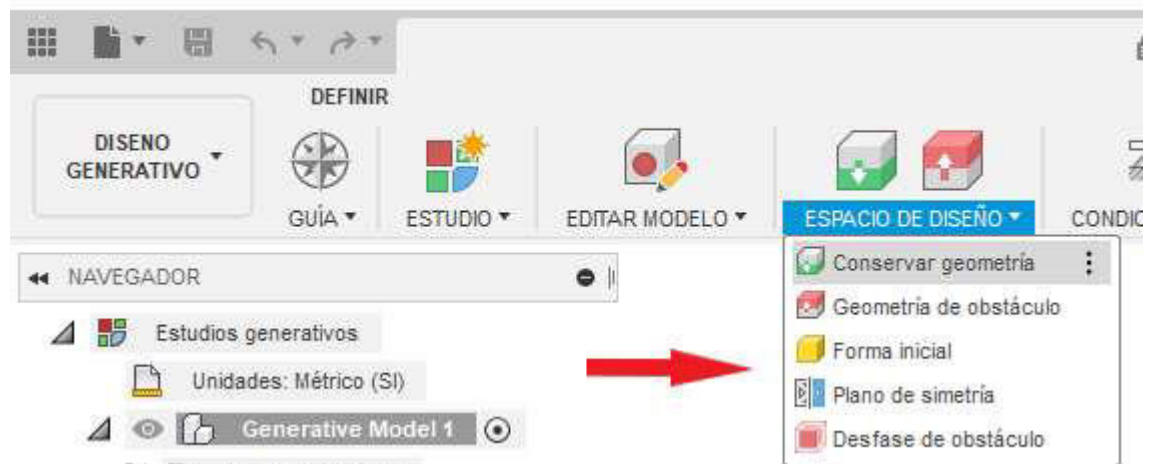 DEFINIR
DISENO
GENERATIVO
GUÍA
ESTUDIO
EDITAR MODELO
ESPACIO DE DISEÑO
CONDIC
NAVEGADOR
Conservar geometría
Geometría de obstáculo
Estudios generativos
Forma inicial
Unidades: Métrico (SI)
Plano de simetría
Generative Model 1
Desfase de obstáculo